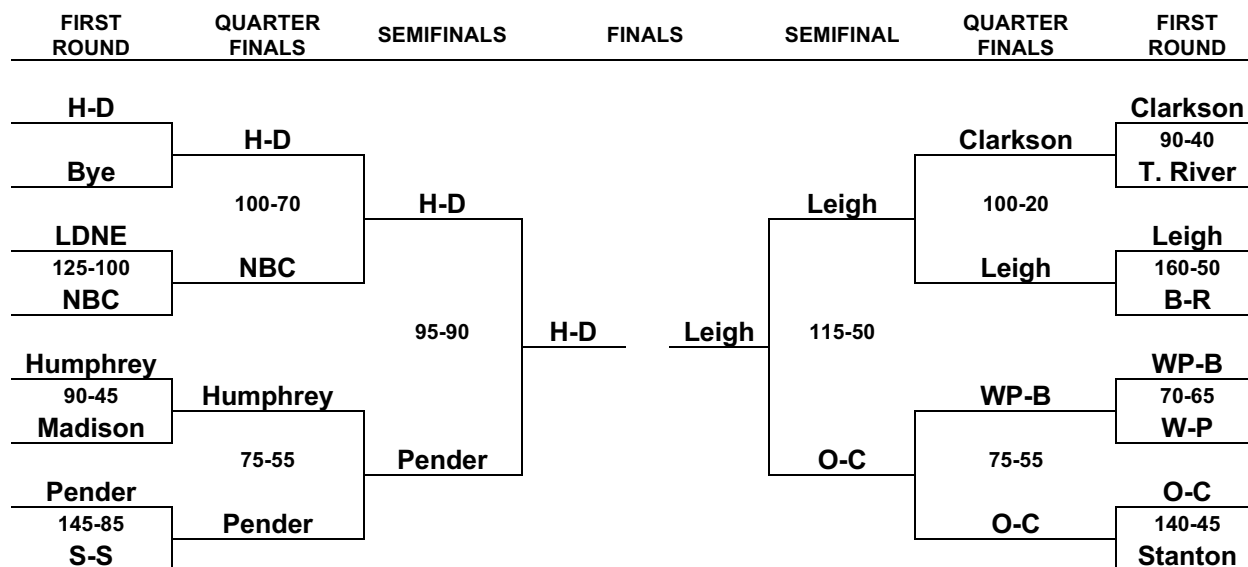 FIRST ROUND QUARTER FINALS SEMIFINALS FINALS SEMIFINAL QUARTER FINALS FIRST ROUND
H-D Clarkson
H-D Clarkson 90-40
Bye T. River
100-70 H-D Leigh 100-20
LDNE Leigh
125-100 NBC Leigh 160-50
NBC B-R
95-90 H-D Leigh 115-50
Humphrey WP-B
90-45 Humphrey WP-B 70-65
Madison W-P
75-55 Pender O-C 75-55
Pender O-C
145-85 Pender O-C 140-45
S-S Stanton